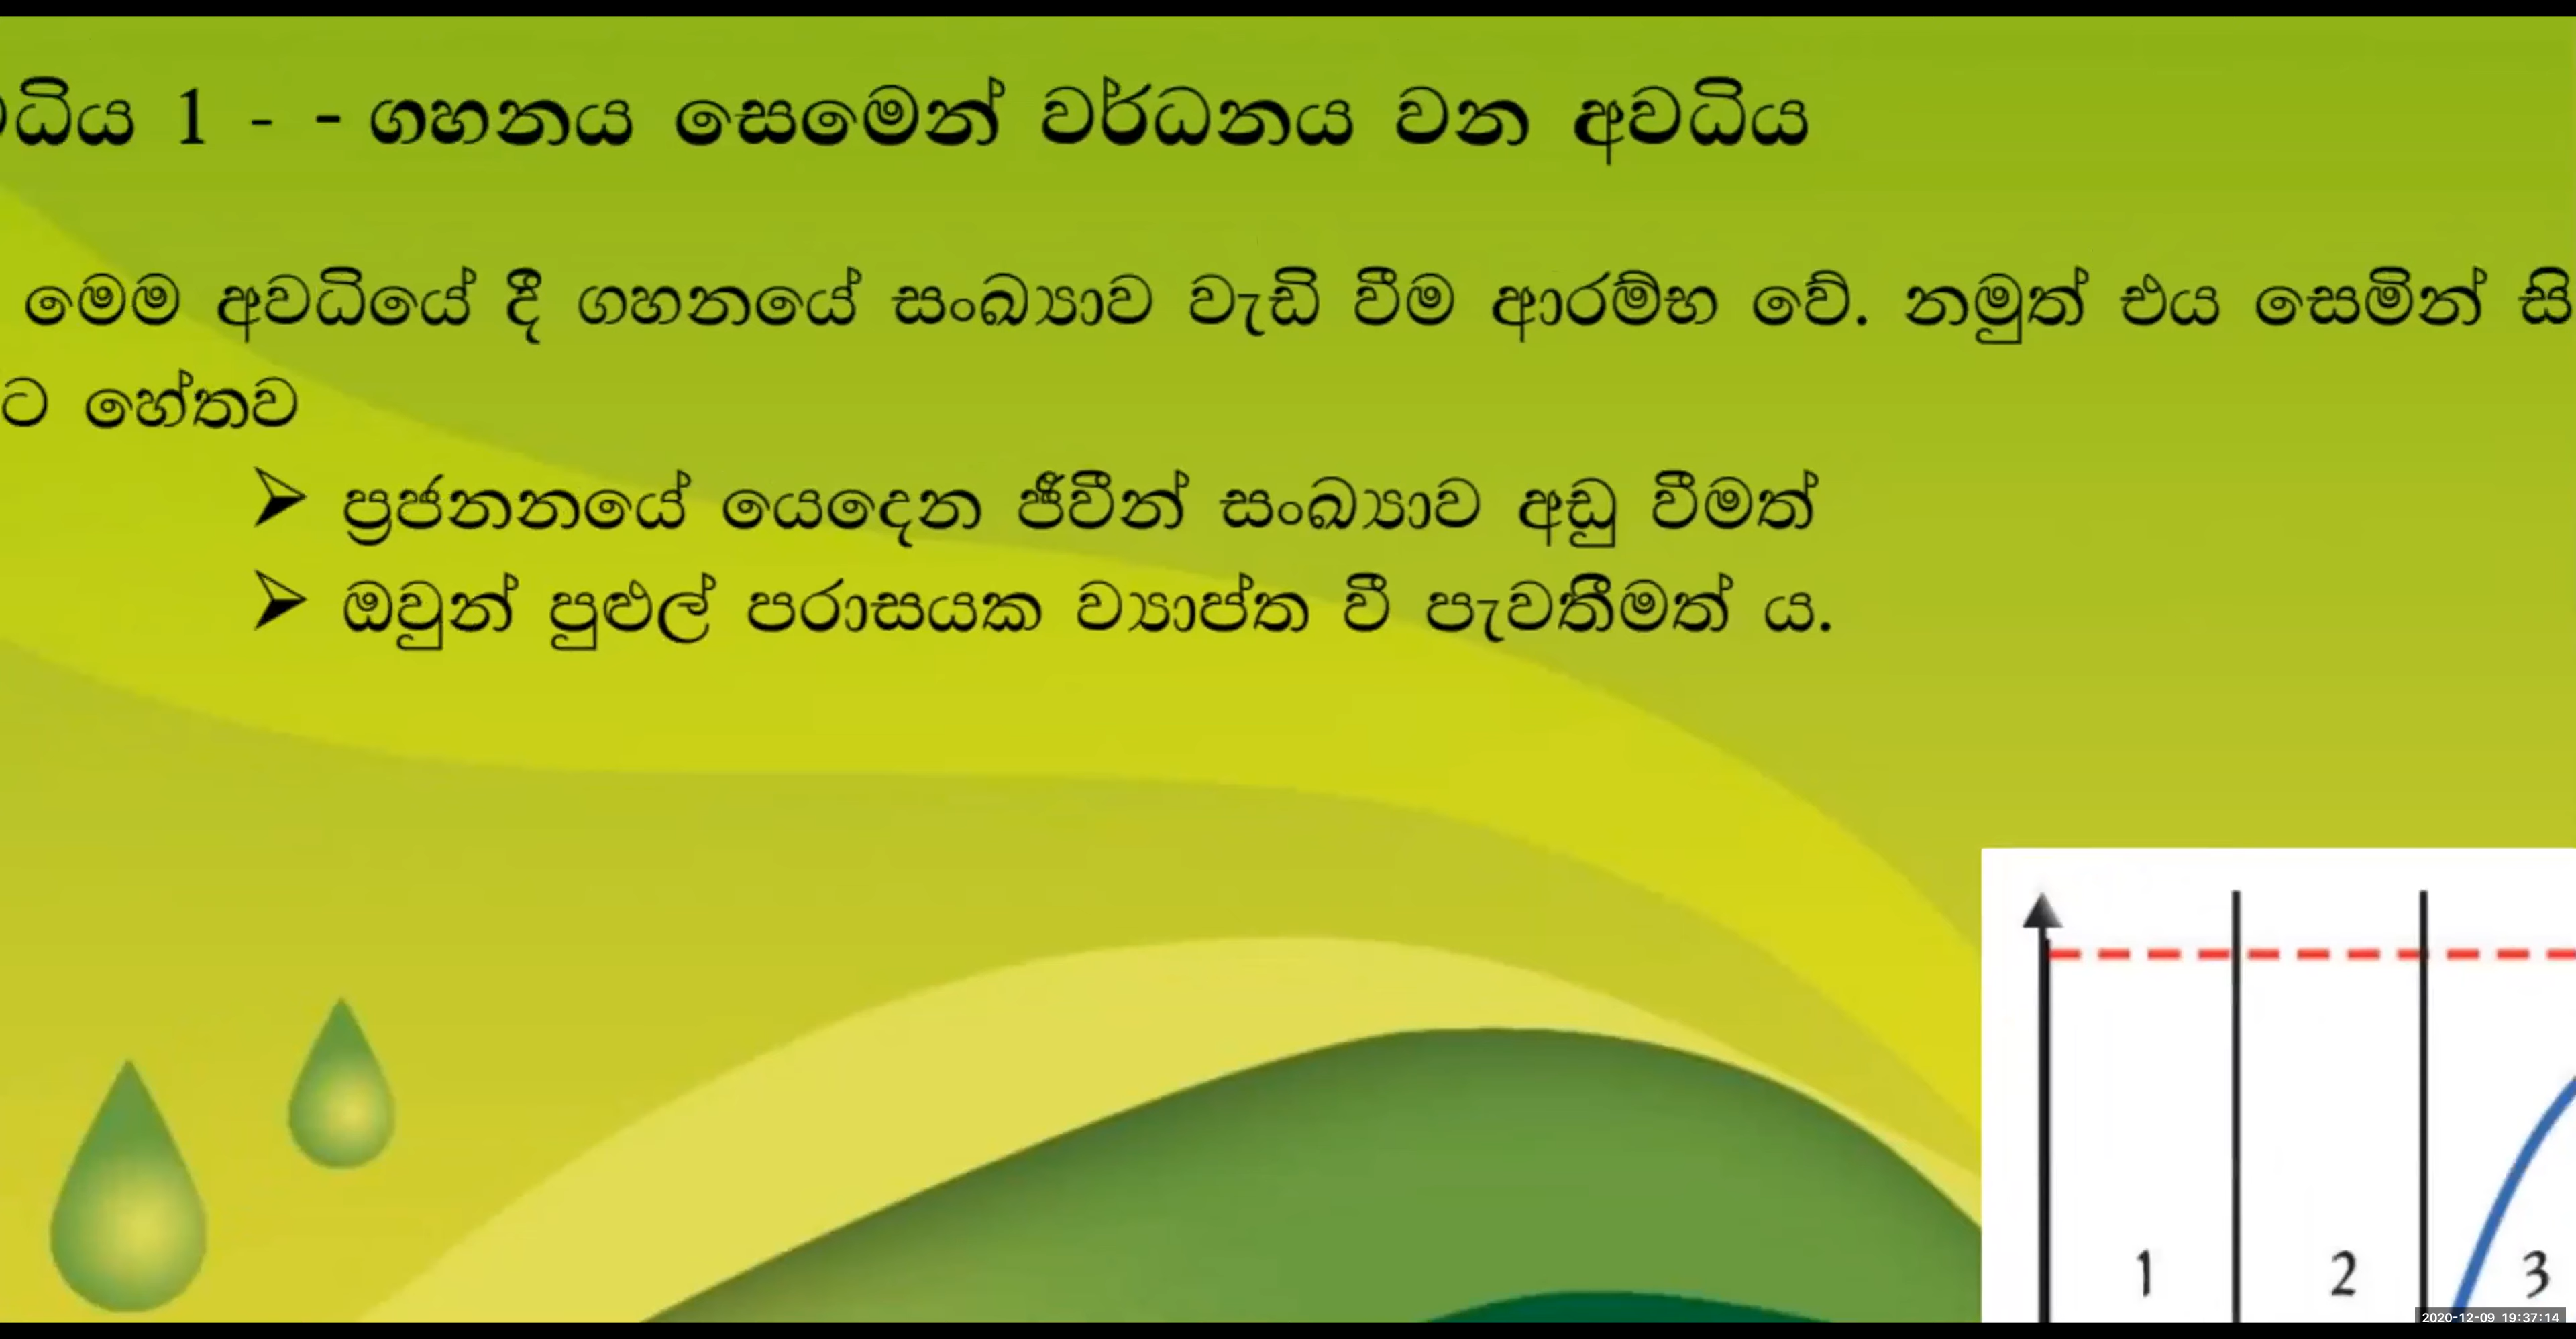 1 - - ගහනය සෙමෙන් වර්ධනය වන අවධිය
මෙම අවධියේ දී ගහනයේ සංඛ්‍යාව වැඩි වීම ආරම්භ වේ. නමුත් එය සෙමින්
හේතව
➤ ප්‍රජනනයේ යෙදෙන ජීවීන් සංඛ්‍යාව අඩු වීමත්
➤ ඔවුන් පුළුල් පරාසයක ව්‍යාප්ත වී පැවතීමත් ය.
1 2 3
2020-12-09 19:37:14